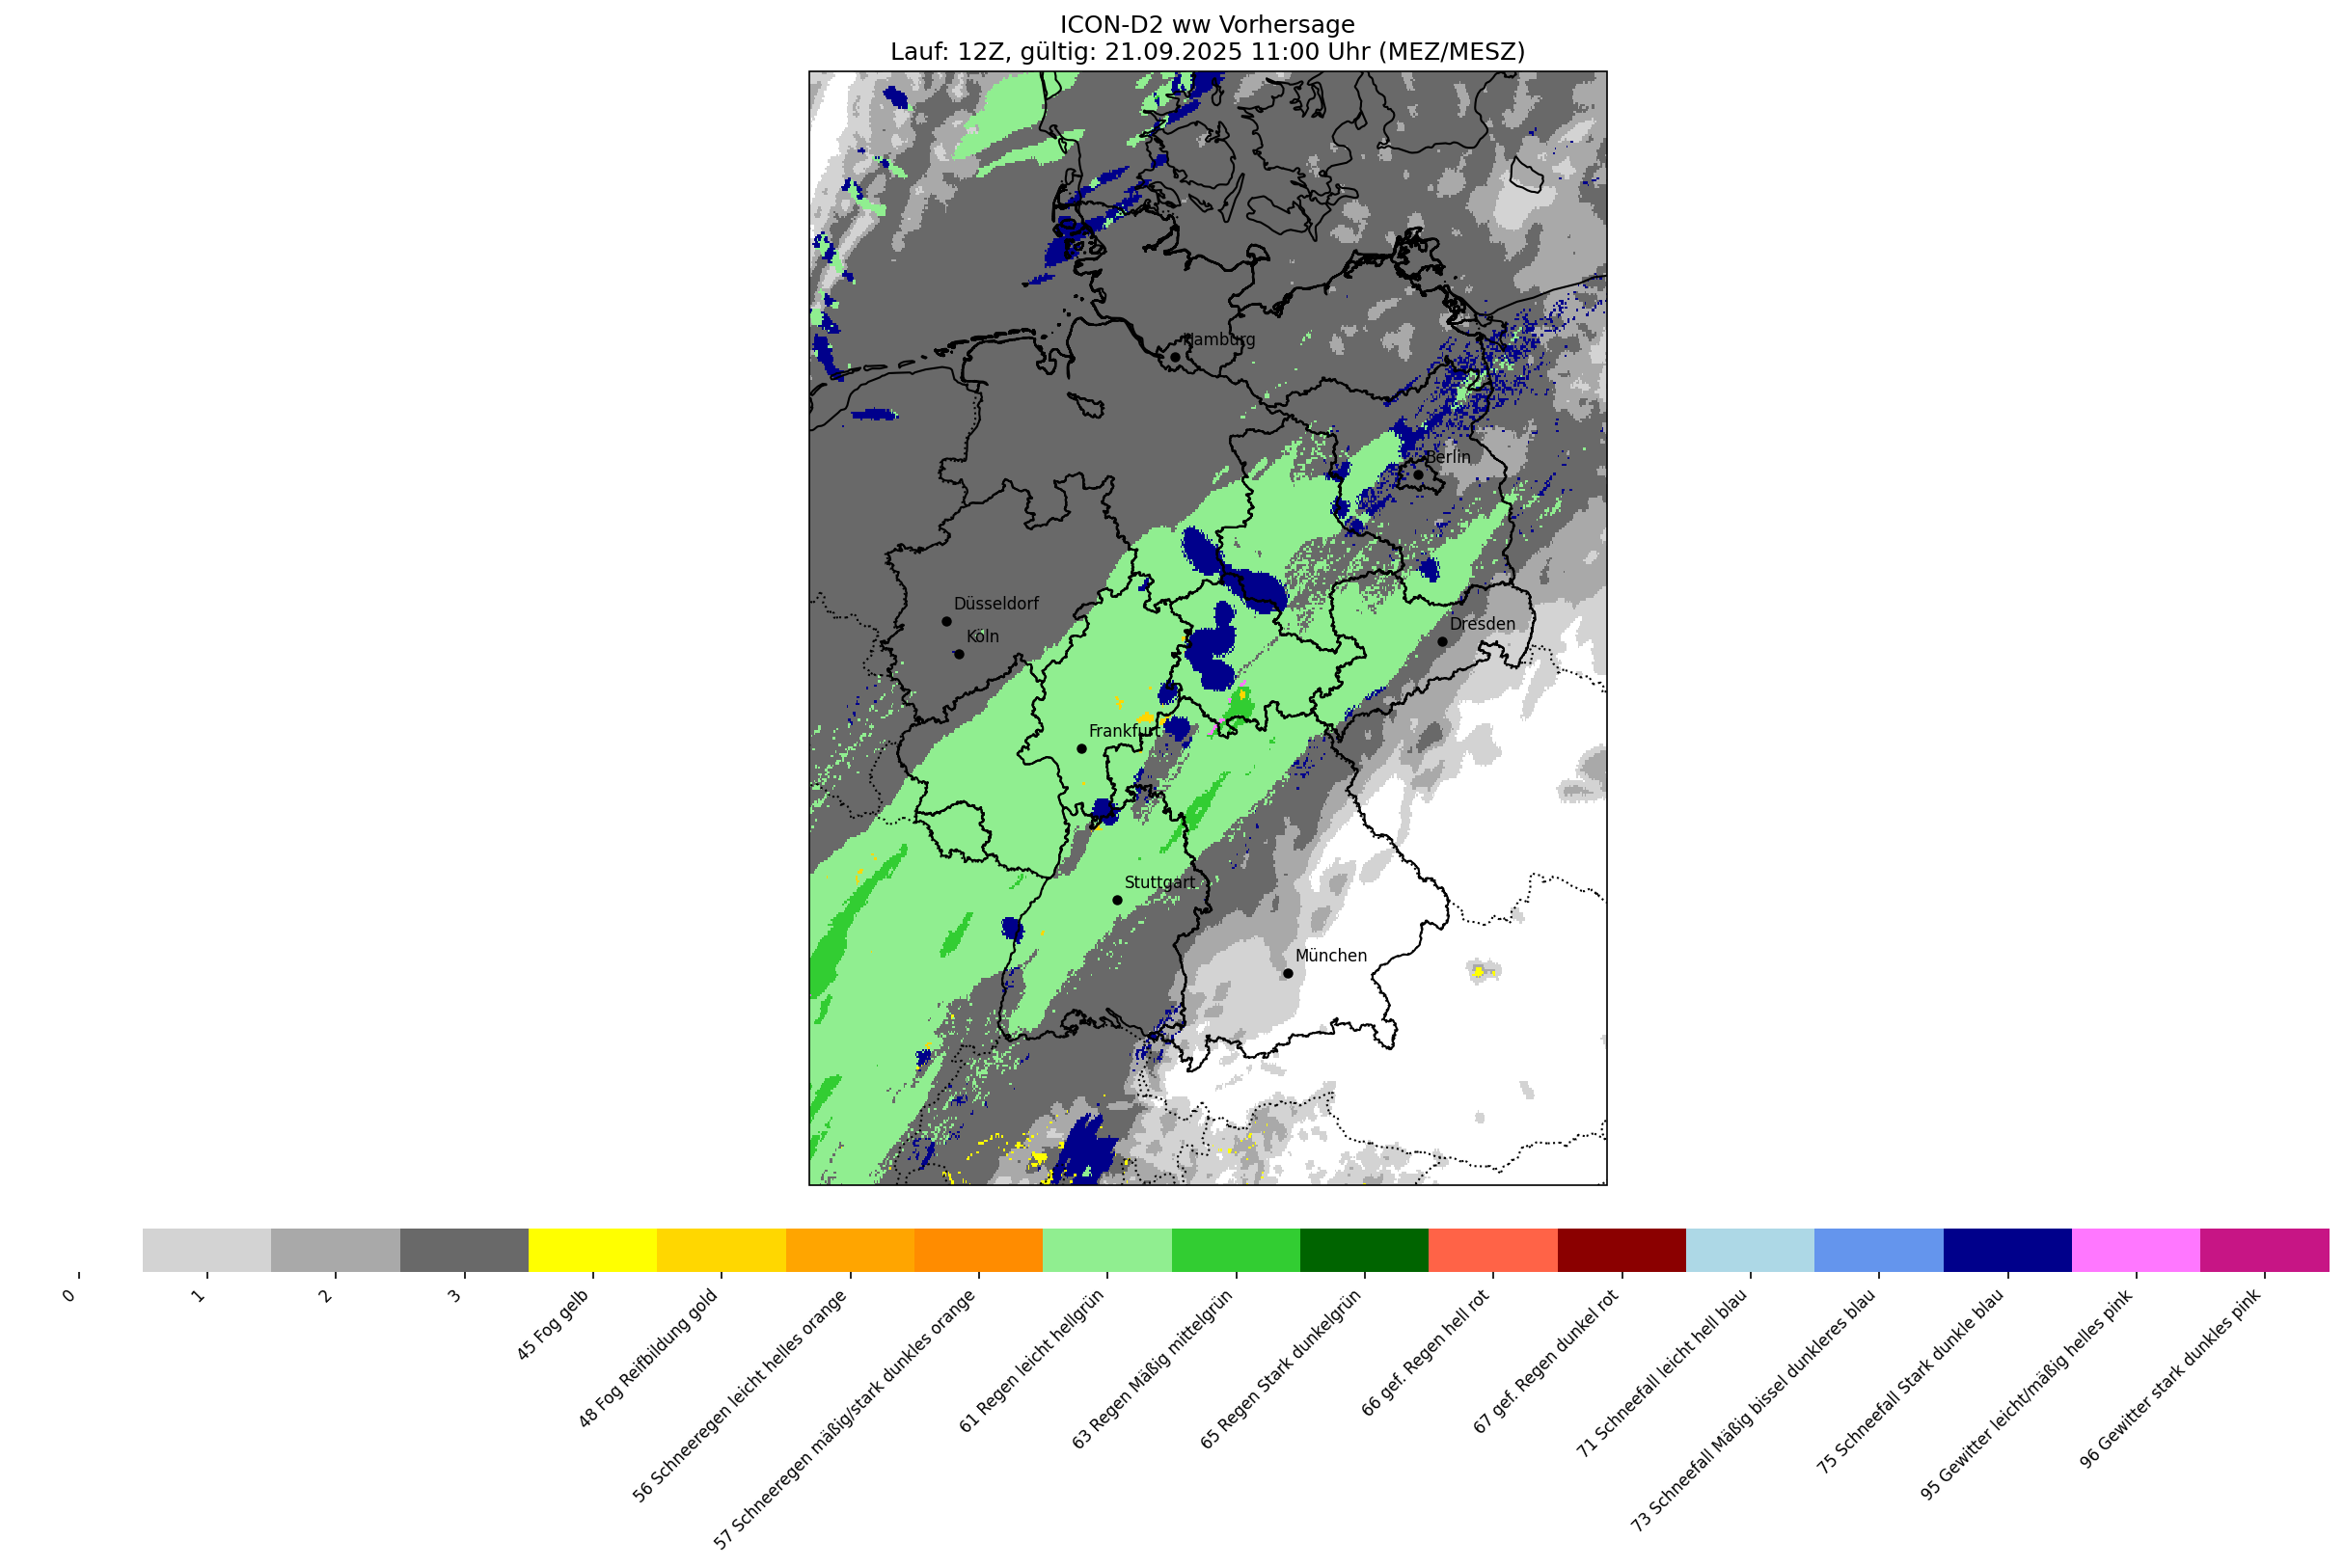 ICON-D2 ww Vorhersage
Lauf: 12Z, gültig: 21.09.2025 11:00 Uhr (MEZ/MESZ)
Hamburg
Berlin
Düsseldorf
Köln
Dresden
Frankfurt
Stuttgart
München
0
1
2
3
45 Fog gelb
48 Fog Reifbildung gold
56 Schneeregen leicht helles orange
57 Schneeregen mäßig/stark dunkles orange
61 Regen leicht hellgrün
63 Regen Mäßig mittelgrün
65 Regen Stark dunkelgrün
66 gef. Regen hell rot
67 gef. Regen dunkel rot
71 Schneefall leicht hell blau
73 Schneefall Mäßig bissel dunkleres blau
75 Schneefall Stark dunkle blau
95 Gewitter leicht/mäßig helles pink
96 Gewitter stark dunkles pink